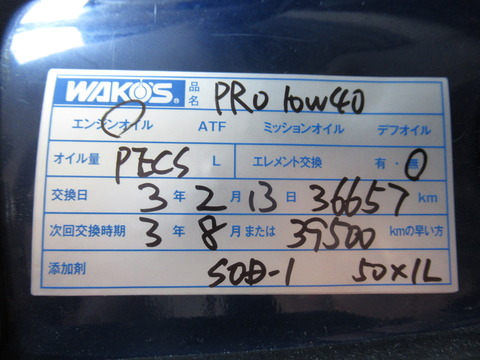 WAKO'S® 品名 PRO 10W40
エンジンオイル ATF ミッションオイル デフオイル
オイル量 PECS L エレメント交換 有・無
交換日 3 年 2 月 13 日 36657 km
次回交換時期 3 年 8 月または 39500 kmの早い方
添加剤 SOD-1 50×1L